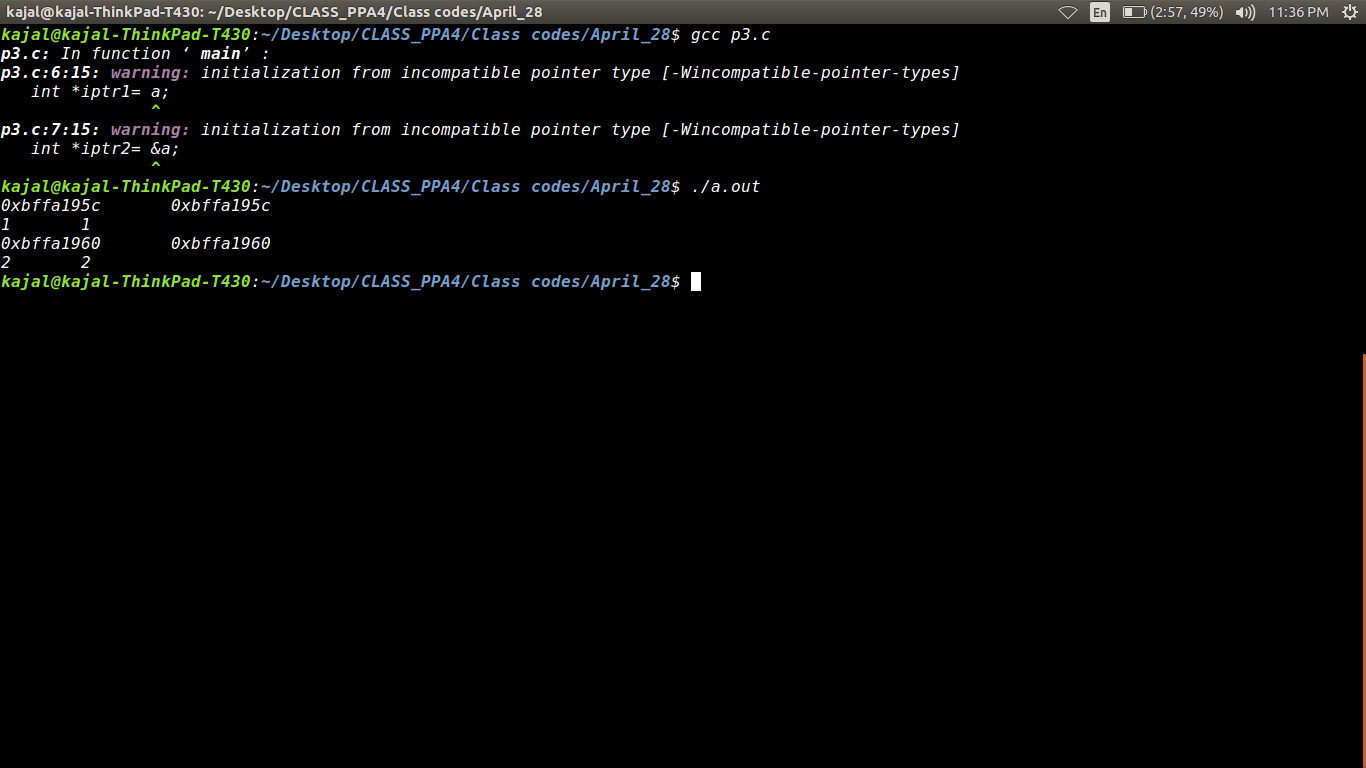 kajal@kajal-ThinkPad-T430: ~/Desktop/CLASS_PPA4/Class codes/April_28 En (2:57, 49%) 11:36 PM
kajal@kajal-ThinkPad-T430:~/Desktop/CLASS_PPA4/Class codes/April_28$ gcc p3.c
p3.c: In function ‘ main’ :
p3.c:6:15: warning: initialization from incompatible pointer type [-Wincompatible-pointer-types]
   int *iptr1= a;
               ^
p3.c:7:15: warning: initialization from incompatible pointer type [-Wincompatible-pointer-types]
   int *iptr2= &a;
               ^
kajal@kajal-ThinkPad-T430:~/Desktop/CLASS_PPA4/Class codes/April_28$ ./a.out
0xbffa195c       0xbffa195c
1       1
0xbffa1960       0xbffa1960
2       2
kajal@kajal-ThinkPad-T430:~/Desktop/CLASS_PPA4/Class codes/April_28$